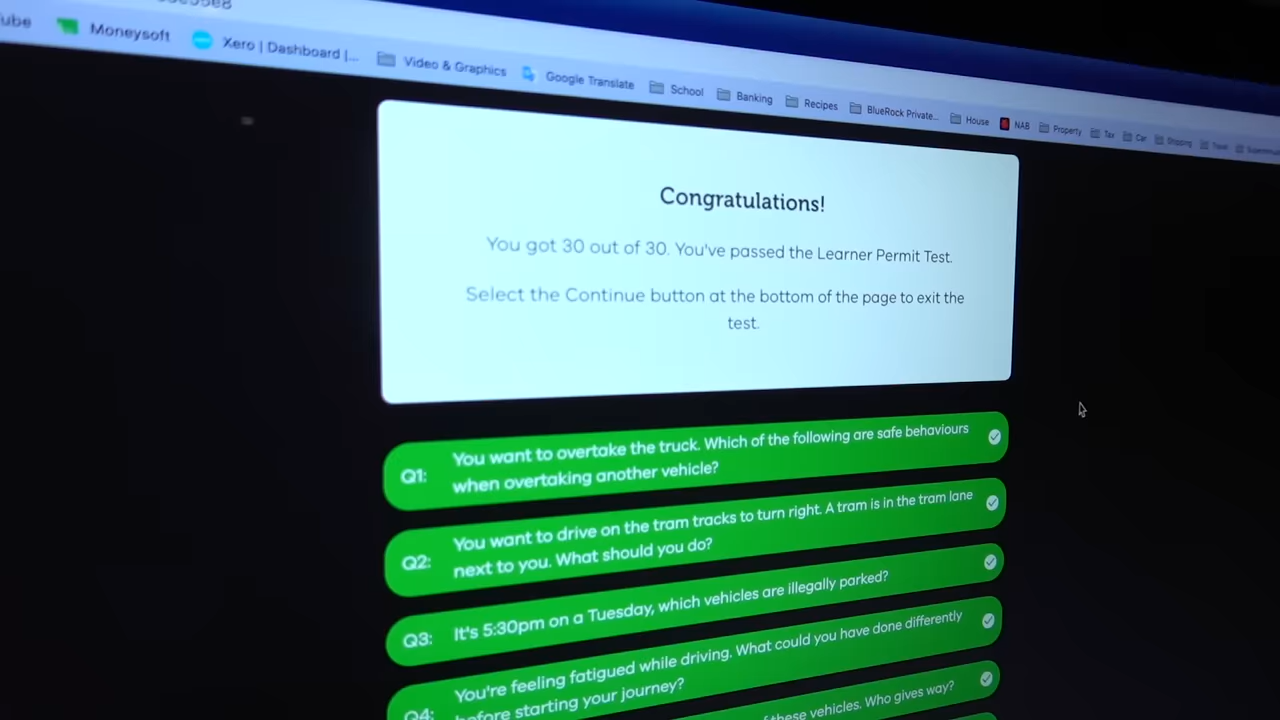 Moneysoft Xero | Dashboard |... Video & Graphics Google Translate School Banking Recipes BlueRock Private... House NAB Property Tax Car Shipping Travel
Congratulations!
You got 30 out of 30. You've passed the Learner Permit Test.
Select the Continue button at the bottom of the page to exit the
test.
Q1: You want to overtake the truck. Which of the following are safe behaviours
when overtaking another vehicle?
Q2: You want to drive on the tram tracks to turn right. A tram is in the tram lane
next to you. What should you do?
Q3: It's 5:30pm on a Tuesday, which vehicles are illegally parked?
Q4: You're feeling fatigued while driving. What could you have done differently
before starting your journey?
of these vehicles. Who gives way?